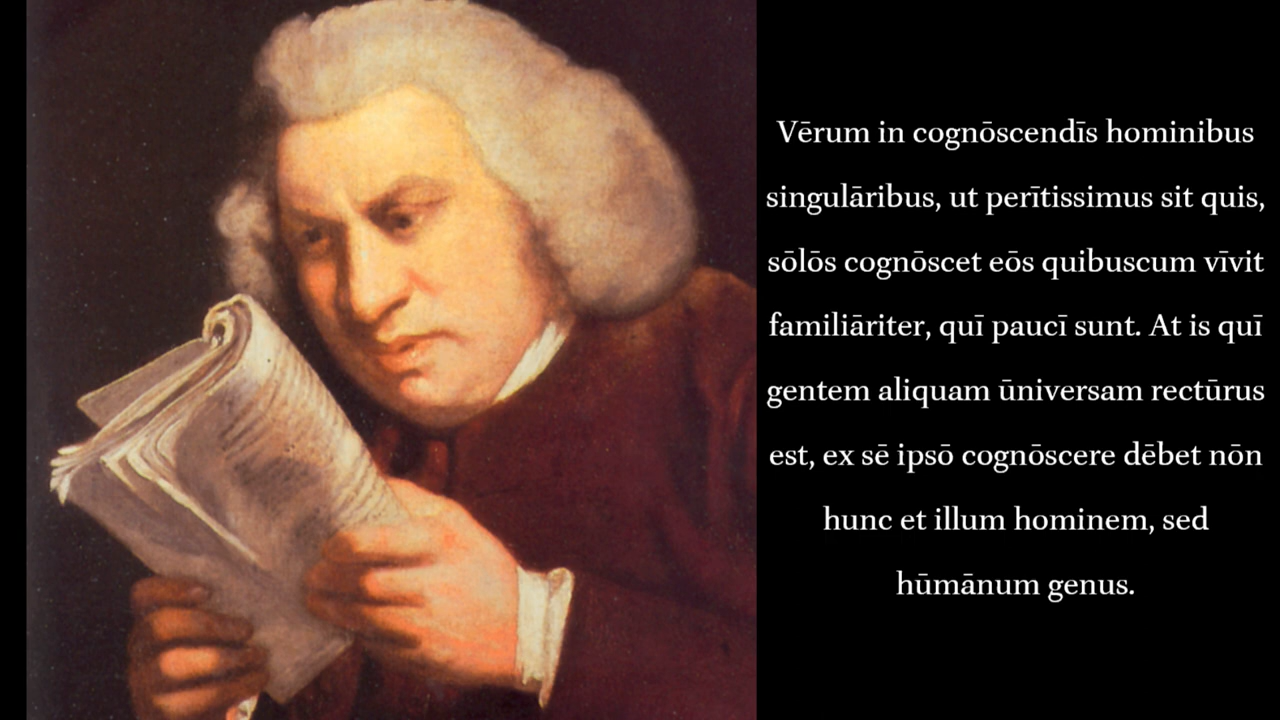 Vērum in cognōscendīs hominibus
singulāribus, ut perītissimus sit quis,
sōlōs cognōscet eōs quibuscum vīvit
familiāriter, quī paucī sunt. At is quī
gentem aliquam ūniversam rectūrus
est, ex sē ipsō cognōscere dēbet nōn
hunc et illum hominem, sed
hūmānum genus.